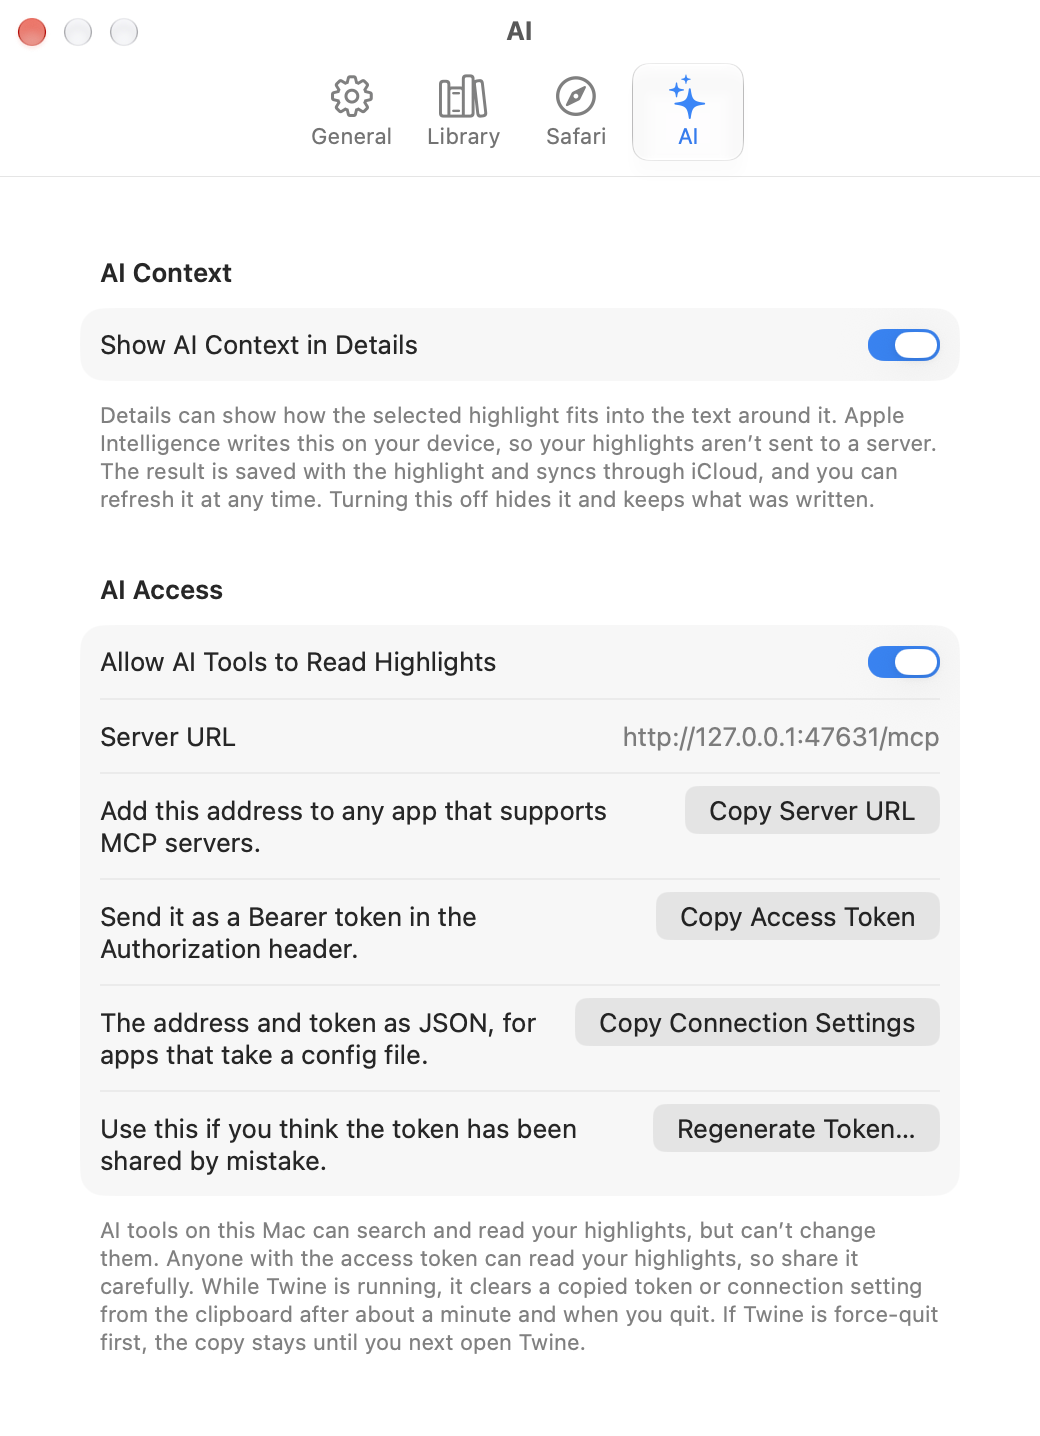 AI
General
Library
Safari
AI
AI Context
Show AI Context in Details
Details can show how the selected highlight fits into the text around it. Apple
Intelligence writes this on your device, so your highlights aren’t sent to a server.
The result is saved with the highlight and syncs through iCloud, and you can
refresh it at any time. Turning this off hides it and keeps what was written.
AI Access
Allow AI Tools to Read Highlights
Server URL
http://127.0.0.1:47631/mcp
Add this address to any app that supports
MCP servers.
Copy Server URL
Send it as a Bearer token in the
Authorization header.
Copy Access Token
The address and token as JSON, for
apps that take a config file.
Copy Connection Settings
Use this if you think the token has been
shared by mistake.
Regenerate Token...
AI tools on this Mac can search and read your highlights, but can’t change
them. Anyone with the access token can read your highlights, so share it
carefully. While Twine is running, it clears a copied token or connection setting
from the clipboard after about a minute and when you quit. If Twine is force-quit
first, the copy stays until you next open Twine.